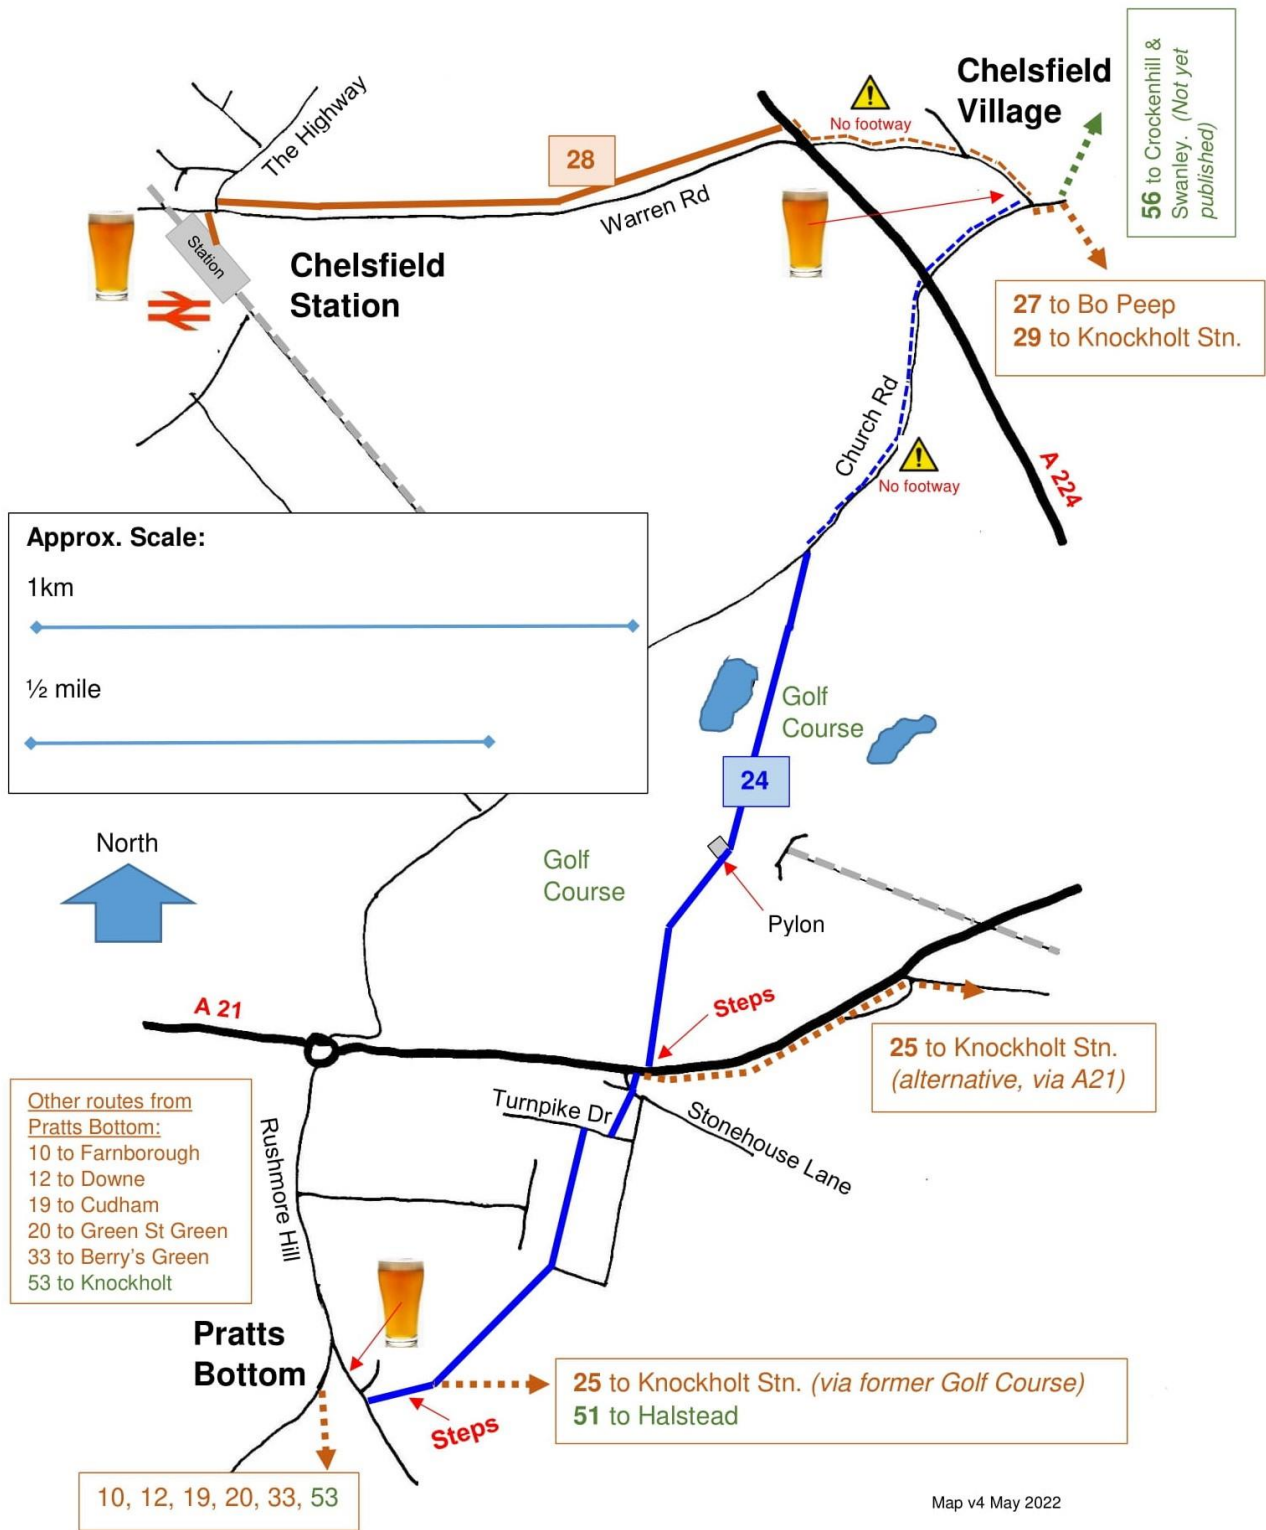 Chelsfield
Village
56 to Crockenhill &
Swanley. (Not yet
published)
No footway
The Highway
28
Warren Rd
Station
Chelsfield
Station
27 to Bo Peep
29 to Knockholt Stn.
Church Rd
No footway
A 224
Approx. Scale:
1km
½ mile
Golf
Course
24
North
Golf
Course
Pylon
Steps
A 21
25 to Knockholt Stn.
(alternative, via A21)
Other routes from
Pratts Bottom:
10 to Farnborough
12 to Downe
19 to Cudham
20 to Green St Green
33 to Berry's Green
53 to Knockholt
Turnpike Dr
Stonehouse Lane
Rushmore Hill
Pratts
Bottom
25 to Knockholt Stn. (via former Golf Course)
51 to Halstead
Steps
10, 12, 19, 20, 33, 53
Map v4 May 2022